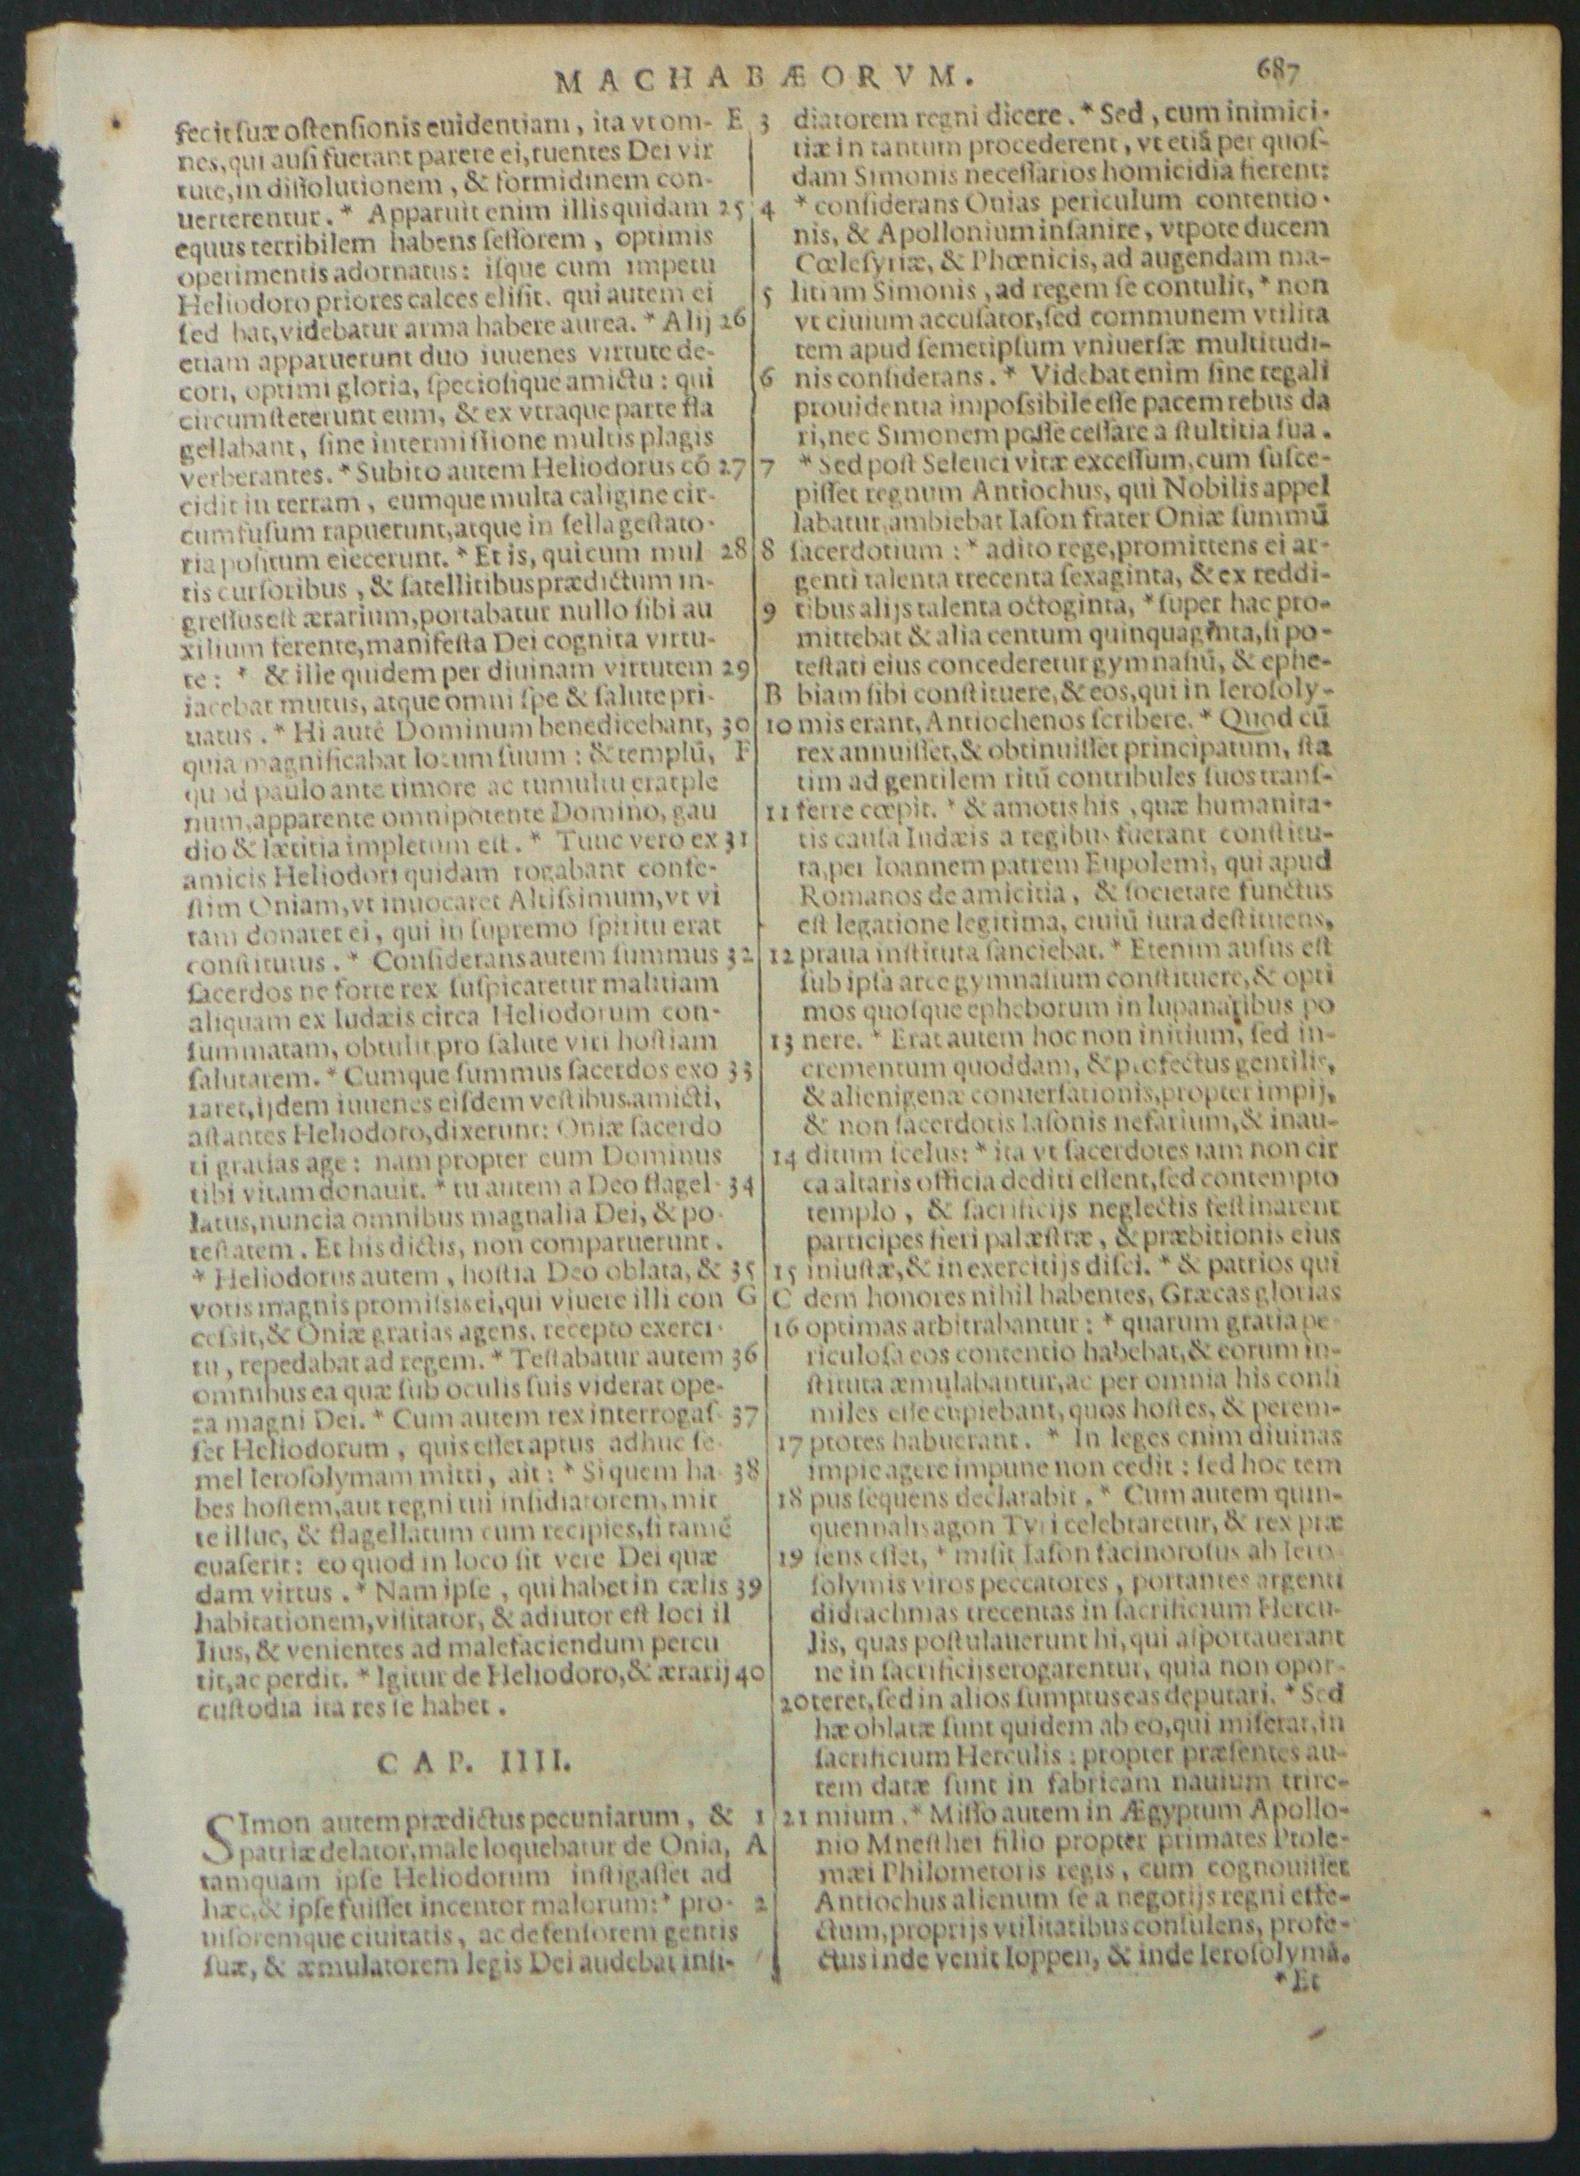 MACHABÆORVM. 687
fecit ſuæ oſtenſionis euidentiam, ita vt om- E
nes, qui auſi fuerant parere ei, ruentes Dei vir
tute, in diſſolutionem, & formidinem con-
uerterentur. * Apparuit enim illis quidam 25
equus terribilem habens ſeſſorem, optimis
operimentis adornatus: iſque cum impetu
Heliodoro priores calces eliſit. qui autem ei
ſed bat, videbatur arma habere aurea. * Alij 26
etiam apparuerunt duo iuuenes virtute de-
cori, optimi gloria, ſpecioſique amictu: qui
circumſteterunt eum, & ex vtraque parte fla
gellabant, ſine intermiſſione multis plagis
verberantes. * Subito autem Heliodorus cõ 27
cidit in terram, eumque multa caligine cir-
cumfuſum rapuerunt, atque in ſella geſtato-
ria poſitum eiecerunt. * Et is, qui cum mul 28
tis curſoribus, & ſatellitibus prædictum in-
greſſus eſt ærarium, portabatur nullo ſibi au
xilium ferente, manifeſta Dei cognita virtu-
te: * & ille quidem per diuinam virtutem 29
iacebat mutus, atque omni ſpe & ſalute pri-
uatus. * Hi autẽ Dominum benedicebant, 30
quia magnificabat locum ſuum: & templũ, F
quod paulo ante timore ac tumultu erat ple
num, apparente omnipotente Domino, gau
dio & lætitia impletum eſt. * Tunc vero ex 31
amicis Heliodori quidam rogabant confe-
ſtim Oniam, vt inuocaret Altiſsimum, vt vi
tam donaret ei, qui in ſupremo ſpiritu erat
conſtitutus. * Conſiderans autem ſummus 32
ſacerdos ne forte rex ſuſpicaretur malitiam
aliquam ex Iudæis circa Heliodorum con-
ſummatam, obtulit pro ſalute viri hoſtiam
ſalutarem. * Cumque ſummus ſacerdos exo 33
raret, ijdem iuuenes eiſdem veſtibus amicti,
aſtantes Heliodoro, dixerunt: Oniæ ſacerdo
ti gratias age: nam propter eum Dominus
tibi vitam donauit. * tu autem a Deo flagel- 34
latus, nuncia omnibus magnalia Dei, & po-
teſtatem. Et his dictis, non comparuerunt.
* Heliodorus autem, hoſtia Deo oblata, & 35
votis magnis promiſsis ei, qui viuere illi con G
ceſsit, & Oniæ gratias agens, recepto exerci-
tu, repedabat ad regem. * Teſtabatur autem 36
omnibus ea quæ ſub oculis ſuis viderat ope-
ra magni Dei. * Cum autem rex interrogaſ- 37
ſet Heliodorum, quis eſſet aptus adhuc ſe-
mel Ieroſolymam mitti, ait: * Si quem ha- 38
bes hoſtem, aut regni tui inſidiatorem, mit
te illuc, & flagellatum eum recipies, ſi tamẽ
euaſerit: eo quod in loco ſit vere Dei quæ
dam virtus. * Nam ipſe, qui habet in cælis 39
habitationem, viſitator, & adiutor eſt loci il
lius, & venientes ad malefaciendum percu
tit, ac perdit. * Igitur de Heliodoro, & ærarij 40
cuſtodia ita res ſe habet.
CAP. IIII.
SImon autem prædictus pecuniarum, & 1
patriæ delator, male loquebatur de Onia, A
tamquam ipſe Heliodorum inſtigaſſet ad
hæc, & ipſe fuiſſet incentor malorum: * pro- 2
uiſoremque ciuitatis, ac defenſorem gentis
ſuæ, & æmulatorem legis Dei audebat inſi-
3 diatorem regni dicere. * Sed, cum inimici-
tiæ in tantum procederent, vt etiã per quoſ-
dam Simonis neceſſarios homicidia fierent:
4 * conſiderans Onias periculum contentio-
nis, & Apollonium inſanire, vtpote ducem
Cœleſyriæ, & Phœnicis, ad augendam ma-
5 litiam Simonis, ad regem ſe contulit, * non
vt ciuium accuſator, ſed communem vtilita
tem apud ſemetipſum vniuerſæ multitudi-
6 nis conſiderans. * Videbat enim ſine regali
prouidentia impoſsibile eſſe pacem rebus da
ri, nec Simonem poſſe ceſſare a ſtultitia ſua.
7 * Sed poſt Seleuci vitæ exceſſum, cum ſuſce-
piſſet regnum Antiochus, qui Nobilis appel
labatur, ambiebat Iaſon frater Oniæ ſummũ
8 ſacerdotium: * adito rege, promittens ei ar-
genti talenta trecenta ſexaginta, & ex reddi-
9 tibus alijs talenta octoginta, * ſuper hac pro-
mittebat & alia centum quinquaginta, ſi po-
teſtati eius concederetur gymnaſiũ, & ephe-
B biam ſibi conſtituere, & eos, qui in Ieroſoly-
10 mis erant, Antiochenos ſcribere. * Quod cũ
rex annuiſſet, & obtinuiſſet principatum, ſta
tim ad gentilem ritũ contribules ſuos tranſ-
11 ferre cœpit. * & amotis his, quæ humanita-
tis cauſa Iudæis a regibus fuerant conſtitu-
ta, per Ioannem patrem Eupolemi, qui apud
Romanos de amicitia, & ſocietate functus
eſt legatione legitima, ciuiũ iura deſtituens,
12 praua inſtituta ſanciebat. * Etenim auſus eſt
ſub ipſa arce gymnaſium conſtituere, & opti
mos quoſque epheborum in lupanaribus po
13 nere. * Erat autem hoc non initium, ſed in-
crementum quoddam, & profectus gentilis,
& alienigenæ conuerſationis, propter impij,
& non ſacerdotis Iaſonis nefarium, & inau-
14 ditum ſcelus: * ita vt ſacerdotes iam non cir
ca altaris officia dediti eſſent, ſed contempto
templo, & ſacrificijs neglectis feſtinarent
participes fieri palæſtræ, & præbitionis eius
15 iniuſtæ, & in exercitijs diſci. * & patrios qui
C dem honores nihil habentes, Græcas glorias
16 optimas arbitrabantur: * quarum gratia pe
riculoſa eos contentio habebat, & eorum in-
ſtituta æmulabantur, ac per omnia his conſi
miles eſſe cupiebant, quos hoſtes, & perem-
17 ptores habuerant. * In leges enim diuinas
impie agere impune non cedit: ſed hoc tem
18 pus ſequens declarabit. * Cum autem quin-
quennalis agon Tyri celebraretur, & rex præ
19 ſens eſſet, * miſit Iaſon facinoroſus ab Iero
ſolymis viros peccatores, portantes argenti
didrachmas trecentas in ſacrificium Hercu-
lis, quas poſtulauerunt hi, qui aſportauerant
ne in ſacrificijs erogarentur, quia non opor-
20 teret, ſed in alios ſumptus eas deputari. * Sed
hæ oblatæ ſunt quidem ab eo, qui miſerat, in
ſacrificium Herculis: propter præſentes au-
tem datæ ſunt in fabricam nauium trire-
21 mium. * Miſſo autem in Ægyptum Apollo-
nio Mneſthei filio propter primates Ptole-
mæi Philometoris regis, cum cognouiſſet
Antiochus alienum ſe a negotijs regni effe-
ctum, proprijs vtilitatibus conſulens, profe-
ctus inde venit Ioppen, & inde Ieroſolymã.
* Et